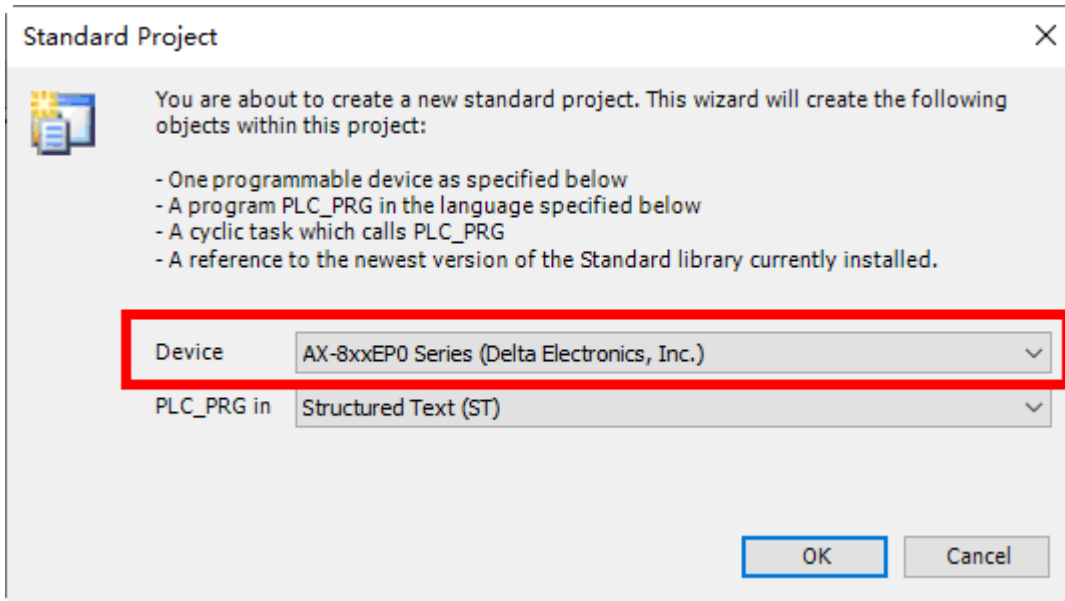 Standard Project
You are about to create a new standard project. This wizard will create the following
objects within this project:
- One programmable device as specified below
- A program PLC_PRG in the language specified below
- A cyclic task which calls PLC_PRG
- A reference to the newest version of the Standard library currently installed.
Device AX-8xxEP0 Series (Delta Electronics, Inc.)
PLC_PRG in Structured Text (ST)
OK Cancel